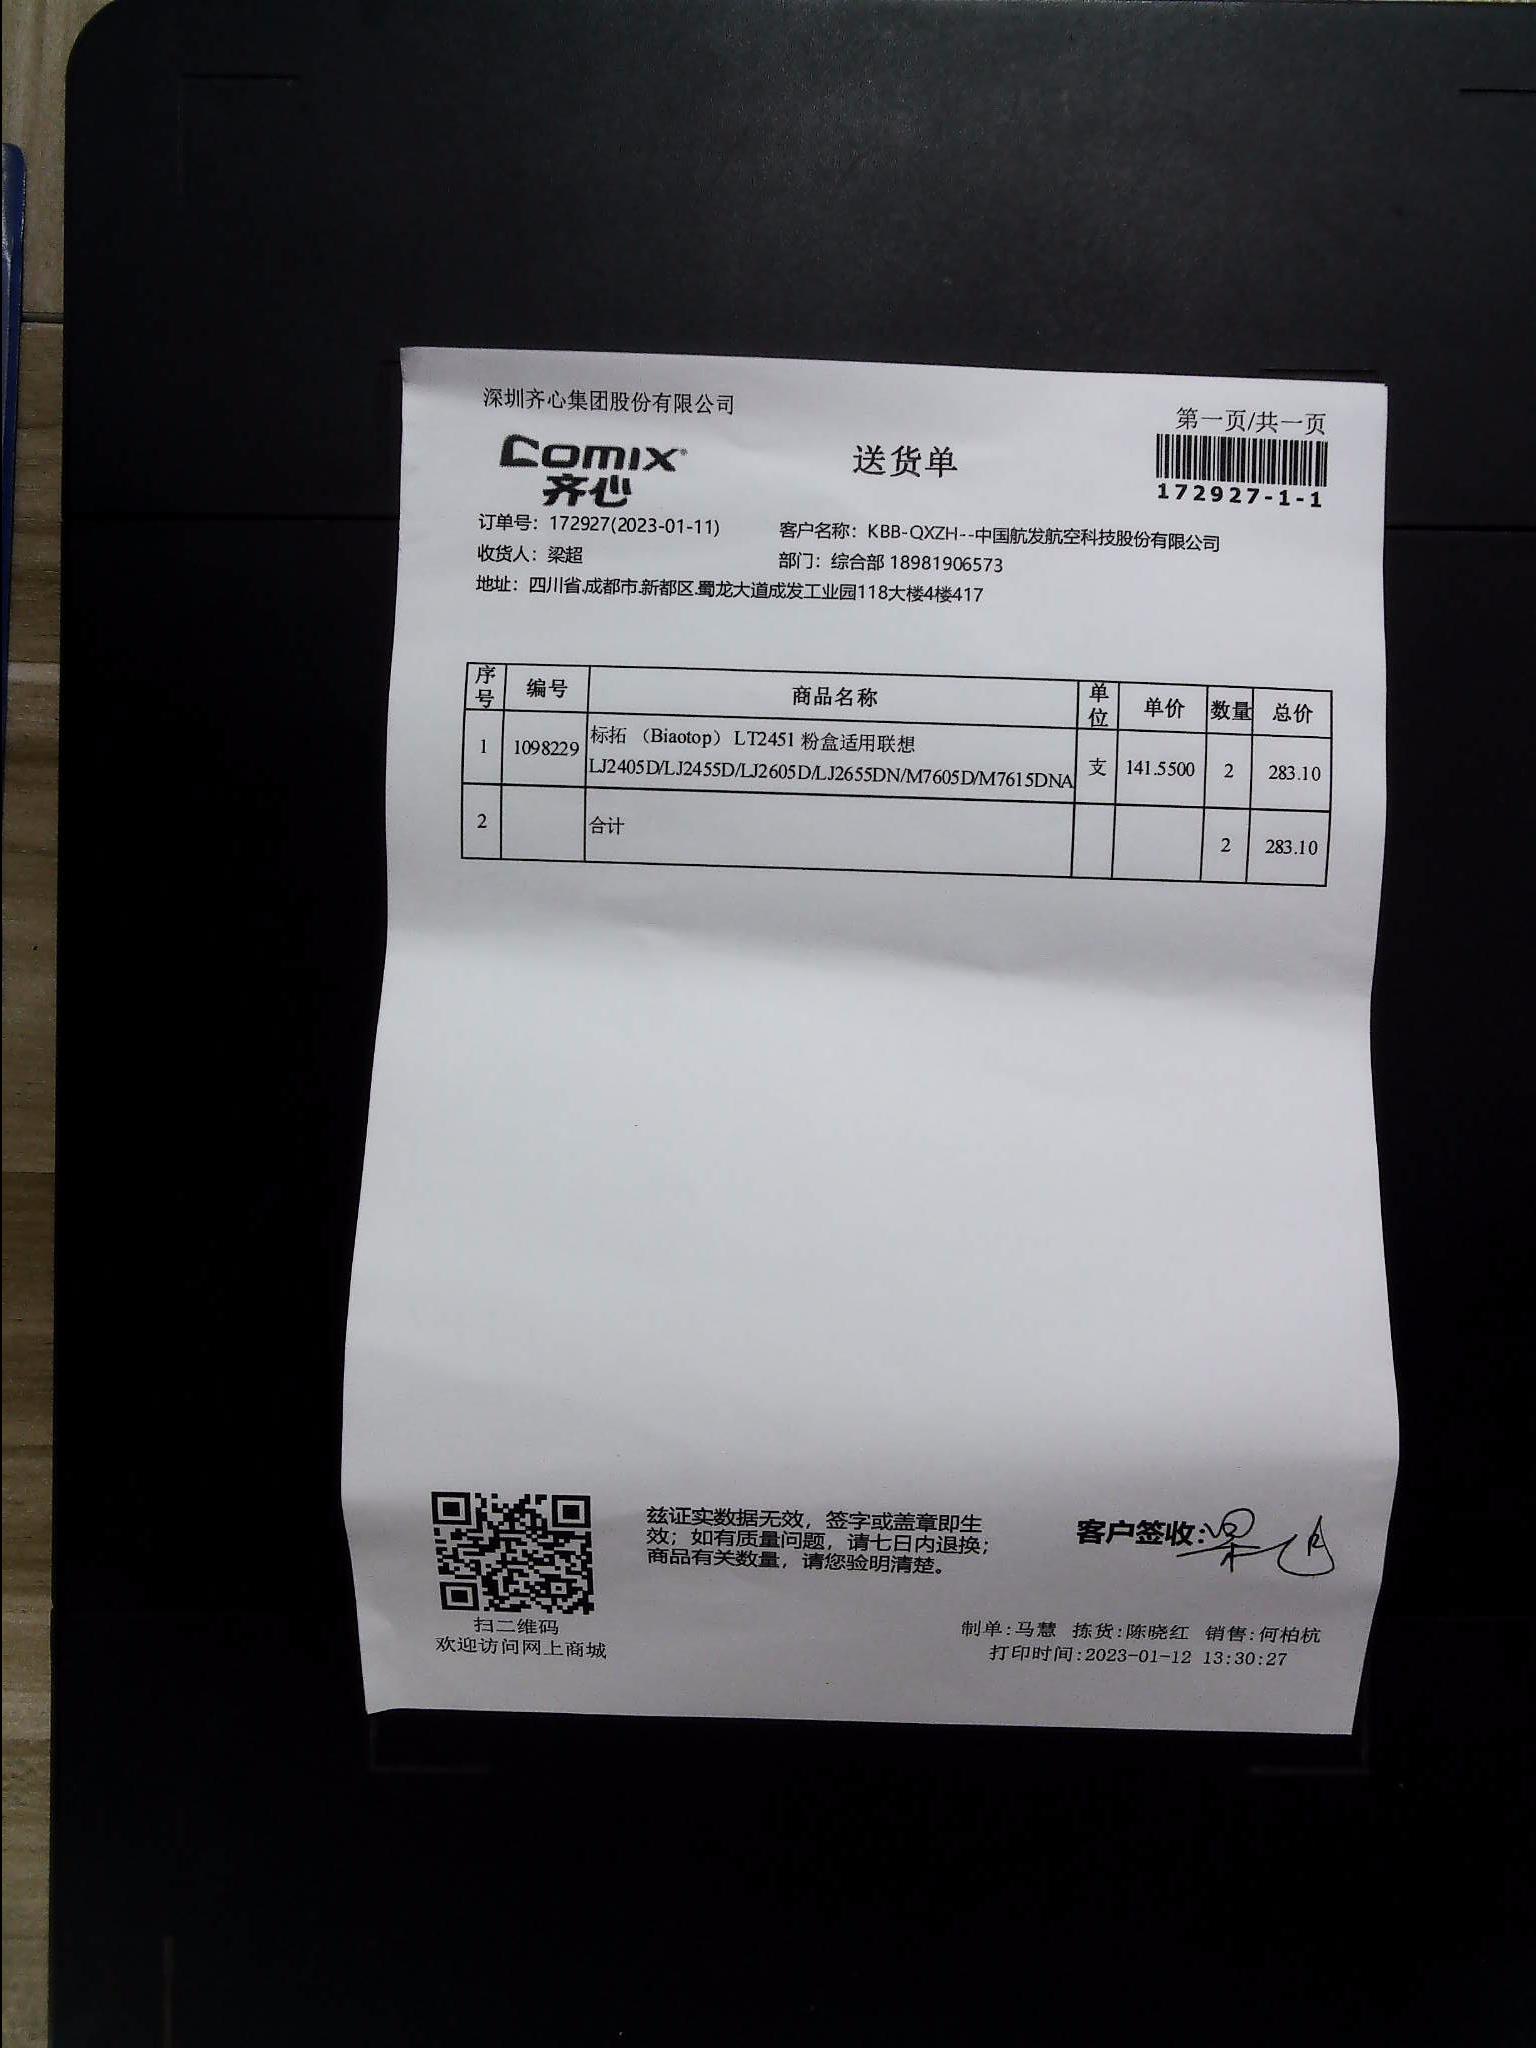 深圳齐心集团股份有限公司
第一页/共一页
Comix
齐心
送货单
172927-1-1
订单号：172927(2023-01-11)
客户名称：KBB-QXZH--中国航发航空科技股份有限公司
收货人：梁超
部门：综合部 18981906573
地址：四川省.成都市.新都区.蜀龙大道成发工业园118大楼4楼417
序号 编号 商品名称 单位 单价 数量 总价
1 1098229 标拓 （Biaotop） LT2451 粉盒适用联想
LJ2405D/LJ2455D/LJ2605D/LJ2655DN/M7605D/M7615DNA 支 141.5500 2 283.10
2 合计 2 283.10
兹证实数据无效，签字或盖章即生
效；如有质量问题，请七日内退换；
商品有关数量，请您验明清楚。
客户签收:
扫二维码
欢迎访问网上商城
制单:马慧 拣货:陈晓红 销售:何柏杭
打印时间:2023-01-12 13:30:27